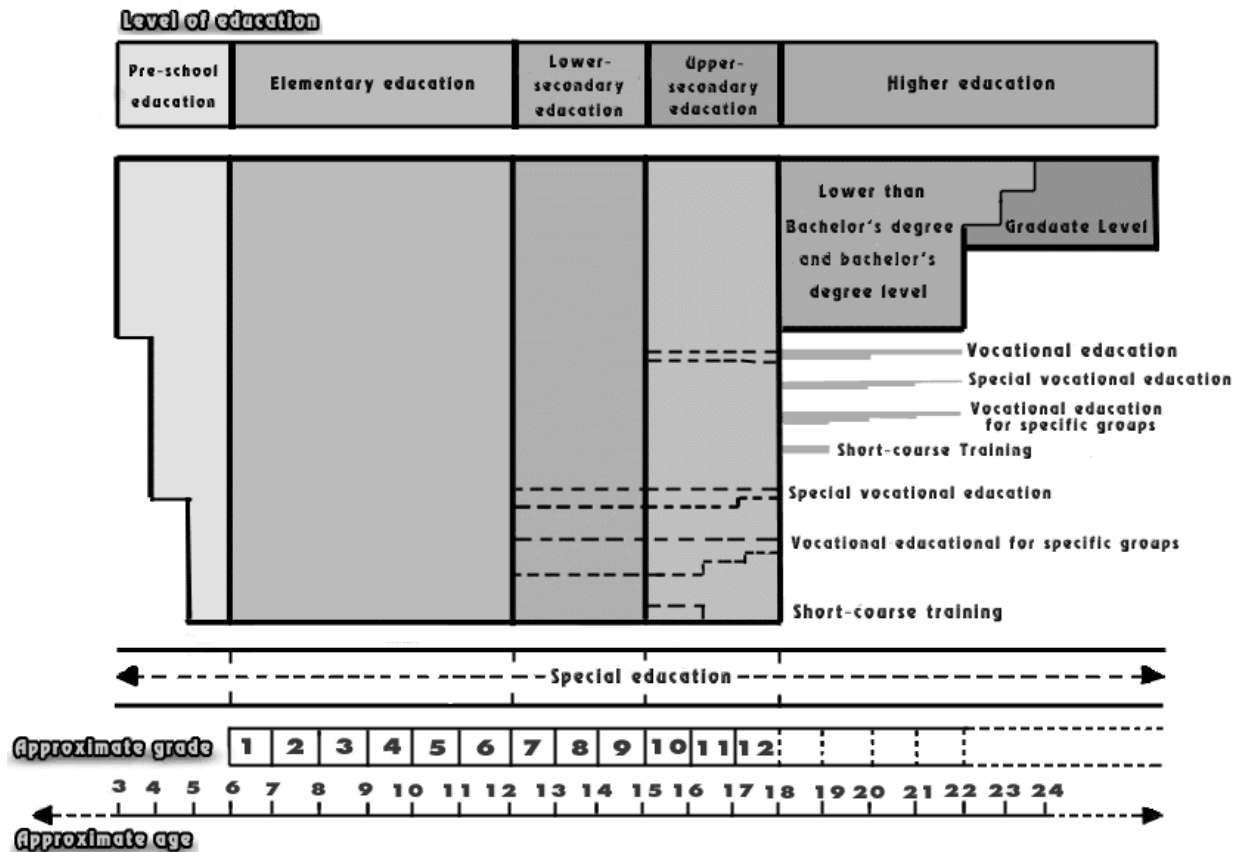 Level of education
Pre-school
education
Elementary education
Lower-
secondary
education
Upper-
secondary
education
Higher education
Lower than
Bachelor's degree
and bachelor's
degree level
Graduate Level
Vocational education
Special vocational education
Vocational education
for specific groups
Short-course Training
Special vocational education
Vocational educational for specific groups
Short-course training
Special education
Approximate grade
1 2 3 4 5 6 7 8 9 10 11 12
3 4 5 6 7 8 9 10 11 12 13 14 15 16 17 18 19 20 21 22 23 24
Approximate age